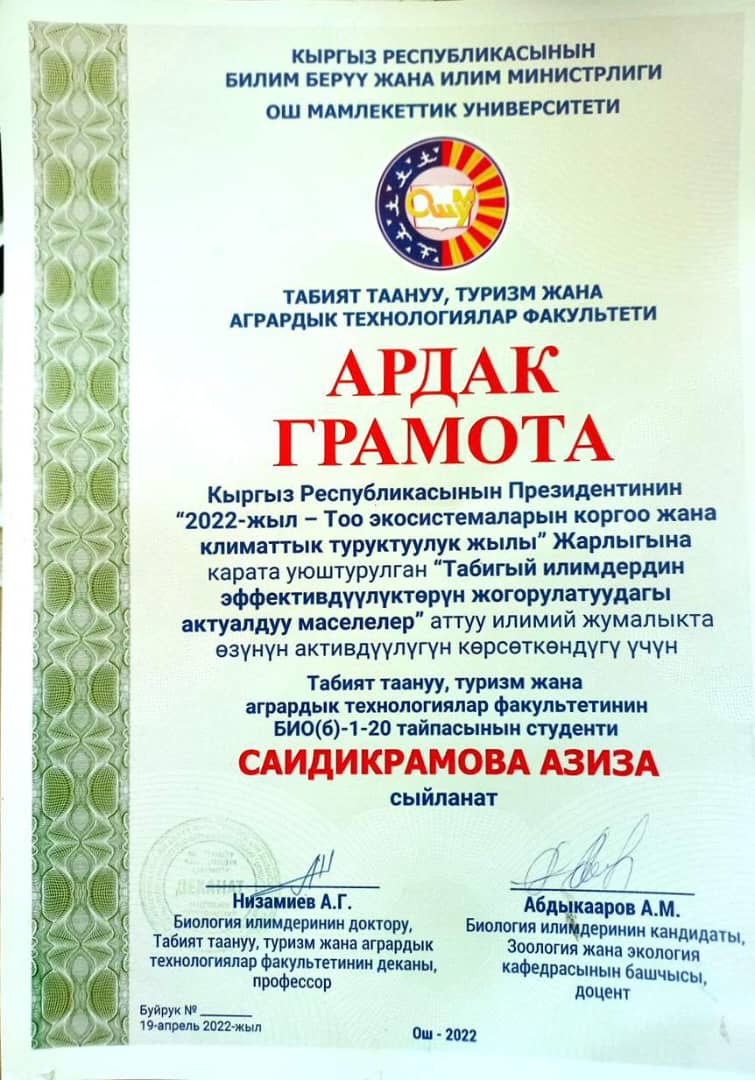 КЫРГЫЗ РЕСПУБЛИКАСЫНЫН
БИЛИМ БЕРҮҮ ЖАНА ИЛИМ МИНИСТРЛИГИ
ОШ МАМЛЕКЕТТИК УНИВЕРСИТЕТИ
ОшМУ
ТАБИЯТ ТААНУУ, ТУРИЗМ ЖАНА
АГРАРДЫК ТЕХНОЛОГИЯЛАР ФАКУЛЬТЕТИ
АРДАК
ГРАМОТА
Кыргыз Республикасынын Президентинин
“2022-жыл – Тоо экосистемаларын коргоо жана
климаттык туруктуулук жылы” Жарлыгына
карата уюштурулган “Табигый илимдердин
эффективдүүлүктөрүн жогорулатуудагы
актуалдуу маселелер” аттуу илимий жумалыкта
өзүнүн активдүүлүгүн көрсөткөндүгү үчүн
Табият таануу, туризм жана
агрардык технологиялар факультетинин
БИО(б)-1-20 тайпасынын студенти
САИДИКРАМОВА АЗИЗА
сыйланат
ДЕКАНАТ
Низамиев А.Г.
Биология илимдеринин доктору,
Табият таануу, туризм жана агрардык
технологиялар факультетинин деканы,
профессор
Абдыкааров А.М.
Биология илимдеринин кандидаты,
Зоология жана экология
кафедрасынын башчысы,
доцент
Буйрук № ________
19-апрель 2022-жыл
Ош - 2022